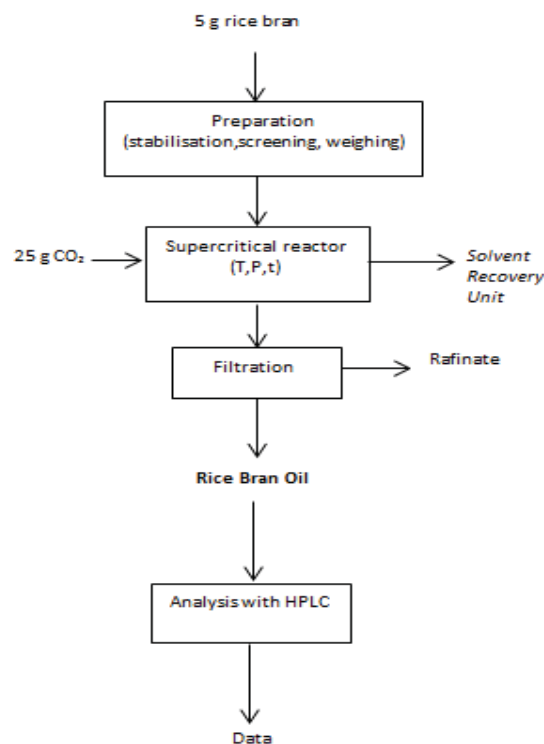 5 g rice bran
Preparation
(stabilisation,screening, weighing)
25 g CO₂
Supercritical reactor
(T,P,t)
Solvent
Recovery
Unit
Filtration
Rafinate
Rice Bran Oil
Analysis with HPLC
Data